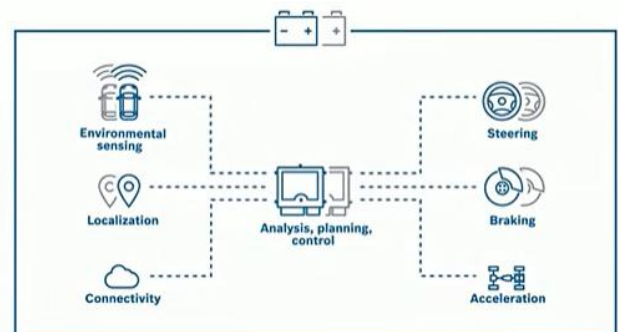 - +
+
Environmental
sensing
Steering
Localization
Analysis, planning,
control
Braking
Connectivity
Acceleration